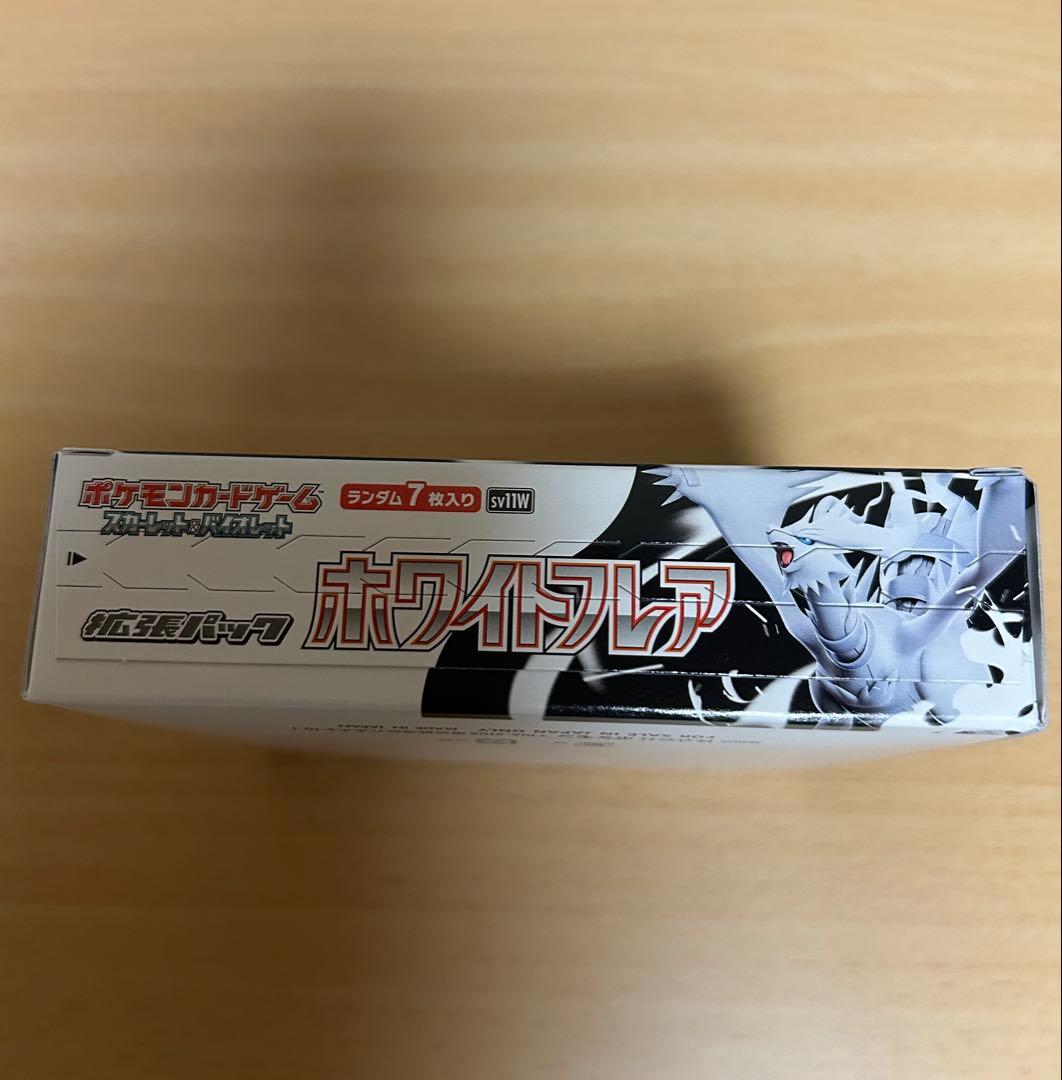 ポケモンカードゲーム
スカーレット&バイオレット
ランダム7枚入り
sv11W
拡張パック
ホワイトフレア
FOR SALE IN JAPAN ONLY
MADE IN JAPAN